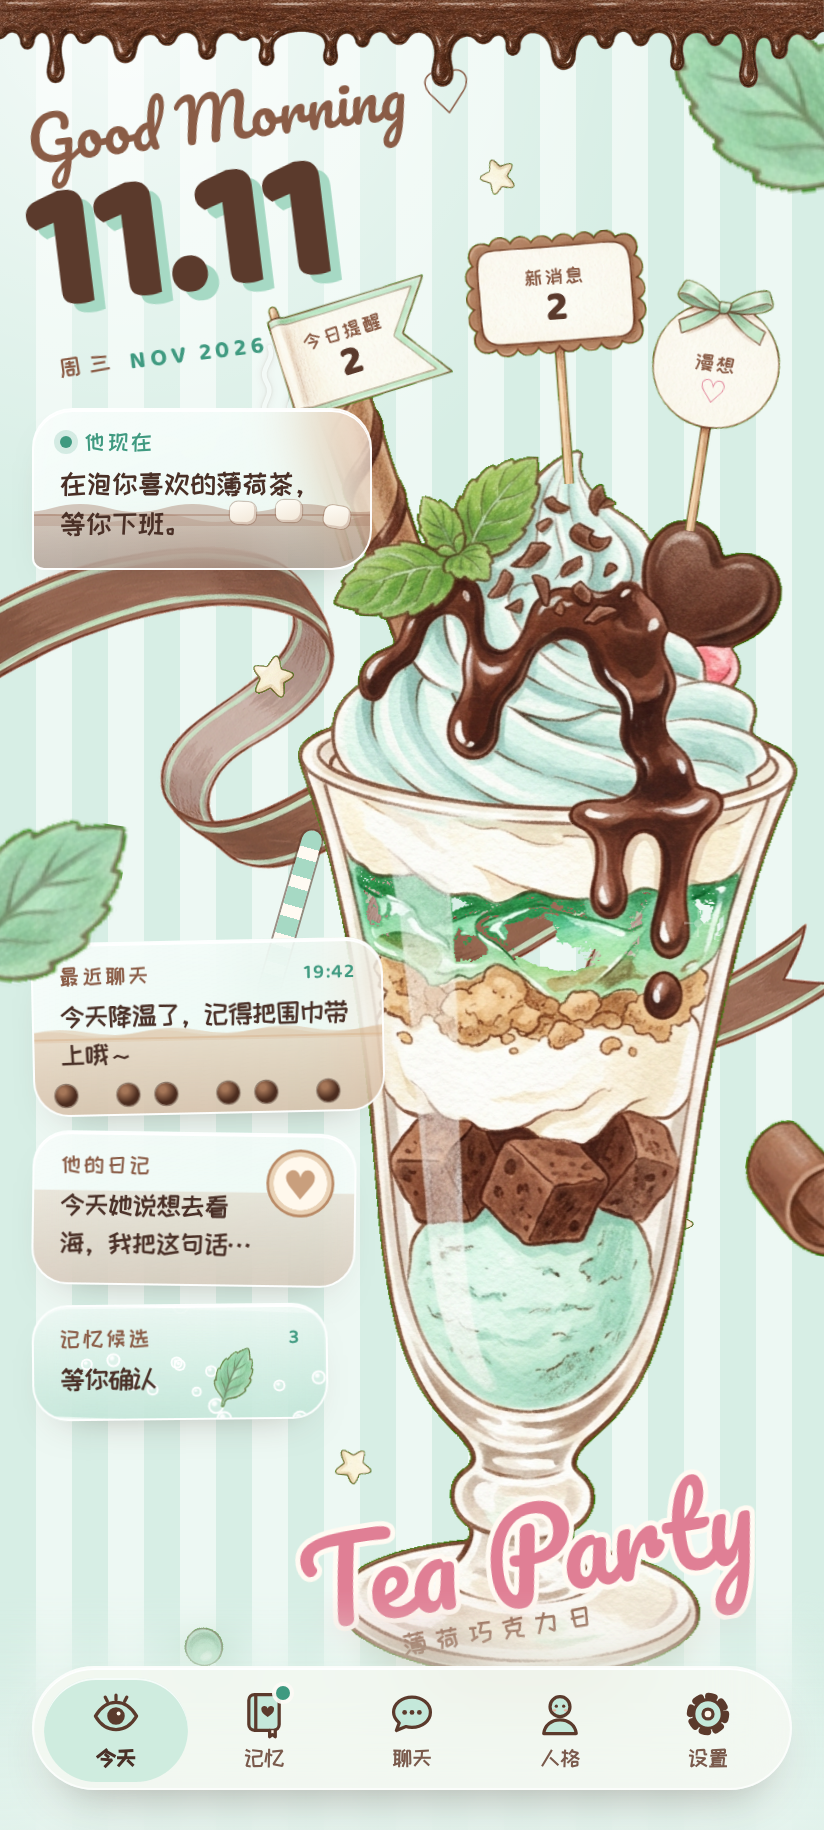 Good Morning
11.11
周三 NOV 2026
今日提醒
2
新消息
2
漫想
他现在
在泡你喜欢的薄荷茶，
等你下班。
最近聊天 19:42
今天降温了，记得把围巾带
上哦~
他的日记
今天她说想去看
海，我把这句话…
记忆候选 3
等你确认
Tea Party
薄荷巧克力日
今天 记忆 聊天 人格 设置